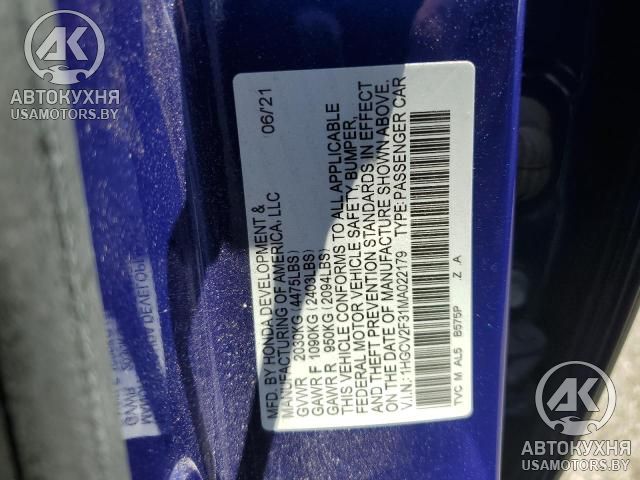 AK
АВТОКУХНЯ
USAMOTORS.BY
MFD. BY HONDA DEVELOPMENT &
MANUFACTURING OF AMERICA, LLC
06/'21
GVWR 2030KG (4475LBS)
GAWR F 1090KG (2403LBS)
GAWR R 950KG (2094LBS)
THIS VEHICLE CONFORMS TO ALL APPLICABLE
FEDERAL MOTOR VEHICLE SAFETY, BUMPER,
AND THEFT PREVENTION STANDARDS IN EFFECT
ON THE DATE OF MANUFACTURE SHOWN ABOVE.
V.I.N.: 1HGCV2F31MA022179 TYPE: PASSENGER CAR
TVC M AL5 B575P .Z .A
AK
АВТОКУХНЯ
USAMOTORS.BY